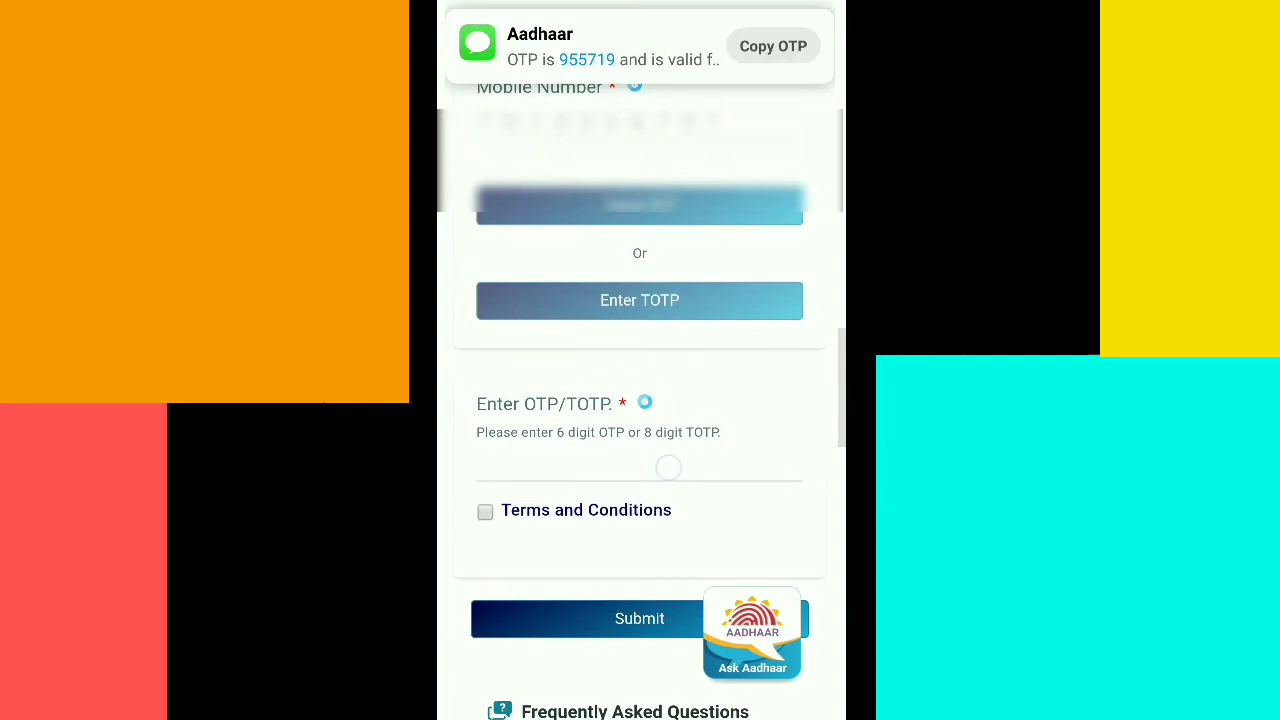 Aadhaar
OTP is 955719 and is valid f..
Copy OTP
Mobile Number *
Or
Enter TOTP
Enter OTP/TOTP. *
Please enter 6 digit OTP or 8 digit TOTP.
Terms and Conditions
Submit
AADHAAR
Ask Aadhaar
? Frequently Asked Questions